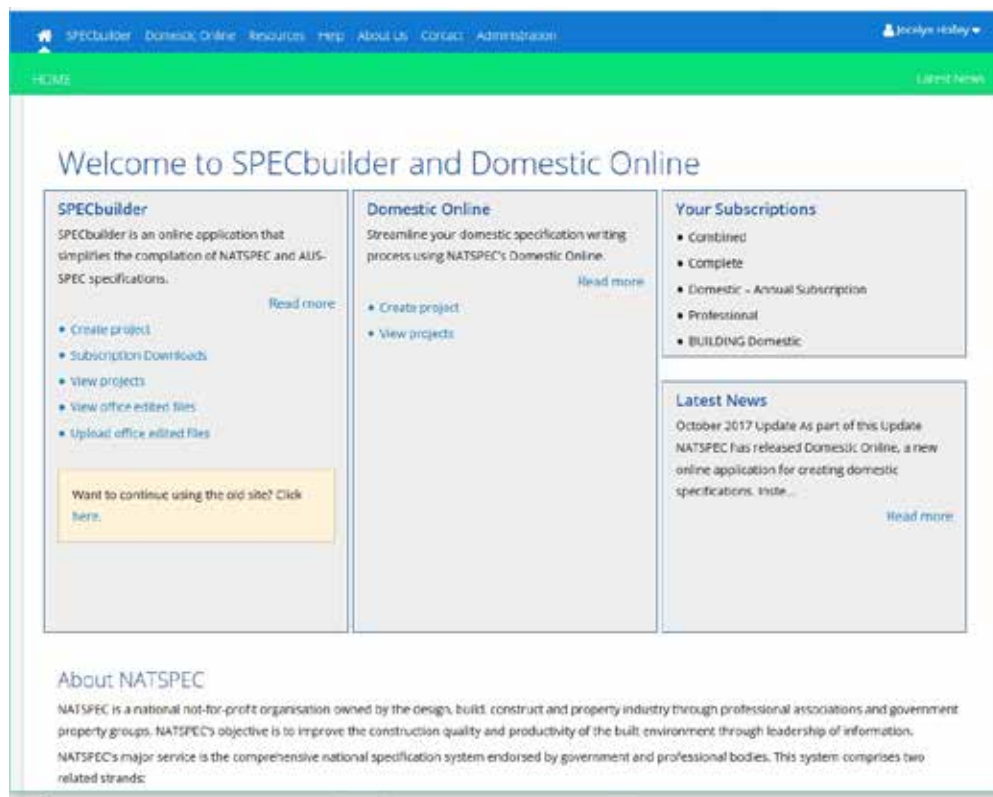 SPECbuilder Domestic Online Resources Help About Us Contact Administration
Jocelyn Holley
HOME
Latest News
Welcome to SPECbuilder and Domestic Online
SPECbuilder
SPECbuilder is an online application that
simplifies the compilation of NATSPEC and AUS-
SPEC specifications.
Read more
• Create project
• Subscription Downloads
• View projects
• View office edited files
• Upload office edited files
Want to continue using the old site? Click
here.
Domestic Online
Streamline your domestic specification writing
process using NATSPEC's Domestic Online.
Read more
• Create project
• View projects
Your Subscriptions
• Combined
• Complete
• Domestic – Annual Subscription
• Professional
• BUILDING Domestic
Latest News
October 2017 Update As part of this Update
NATSPEC has released Domestic Online, a new
online application for creating domestic
specifications. Inste...
Read more
About NATSPEC
NATSPEC is a national not-for-profit organisation owned by the design, build, construct and property industry through professional associations and government
property groups. NATSPEC's objective is to improve the construction quality and productivity of the built environment through leadership of information.
NATSPEC's major service is the comprehensive national specification system endorsed by government and professional bodies. This system comprises two
related strands: